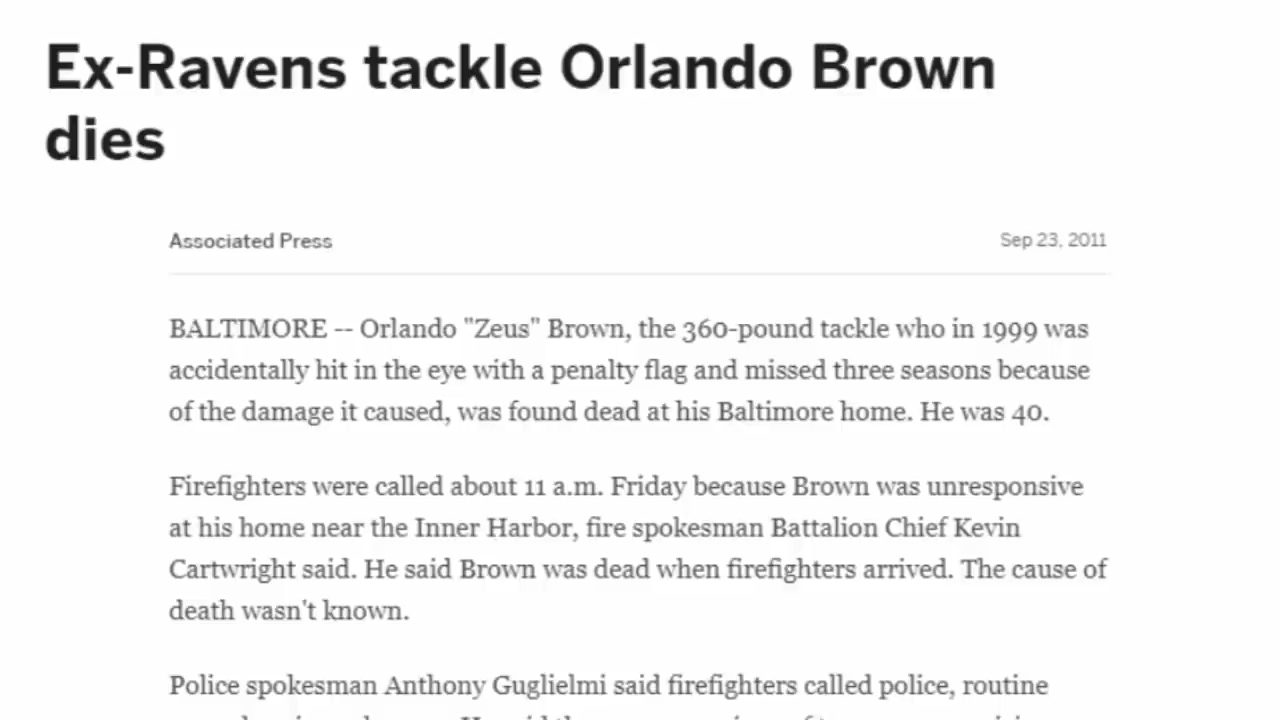 Ex-Ravens tackle Orlando Brown
dies
Associated Press
Sep 23, 2011
BALTIMORE -- Orlando "Zeus" Brown, the 360-pound tackle who in 1999 was
accidentally hit in the eye with a penalty flag and missed three seasons because
of the damage it caused, was found dead at his Baltimore home. He was 40.
Firefighters were called about 11 a.m. Friday because Brown was unresponsive
at his home near the Inner Harbor, fire spokesman Battalion Chief Kevin
Cartwright said. He said Brown was dead when firefighters arrived. The cause of
death wasn't known.
Police spokesman Anthony Guglielmi said firefighters called police, routine